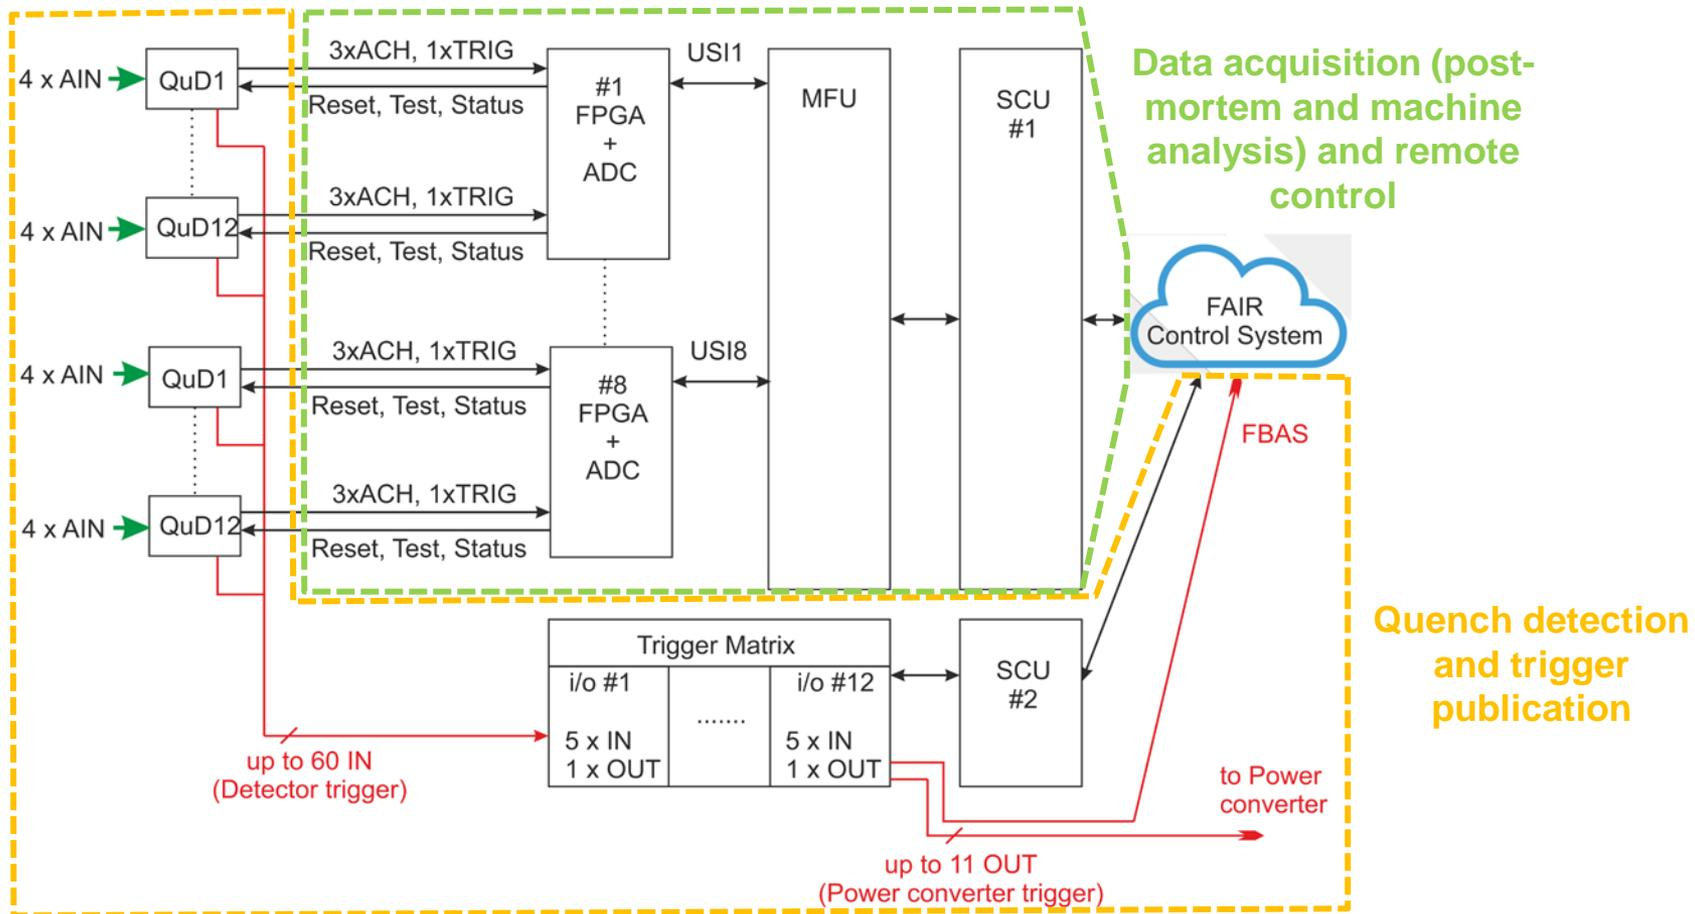 3xACH, 1xTRIG
USI1
4 x AIN
QuD1
Reset, Test, Status
#1
FPGA
+
ADC
MFU
SCU
#1
Data acquisition (post-
mortem and machine
analysis) and remote
control
3xACH, 1xTRIG
4 x AIN
QuD12
Reset, Test, Status
FAIR
Control System
3xACH, 1xTRIG
USI8
4 x AIN
QuD1
Reset, Test, Status
#8
FPGA
+
ADC
FBAS
3xACH, 1xTRIG
4 x AIN
QuD12
Reset, Test, Status
Quench detection
and trigger
publication
Trigger Matrix
i/o #1
.......
i/o #12
5 x IN
1 x OUT
5 x IN
1 x OUT
SCU
#2
up to 60 IN
(Detector trigger)
to Power
converter
up to 11 OUT
(Power converter trigger)